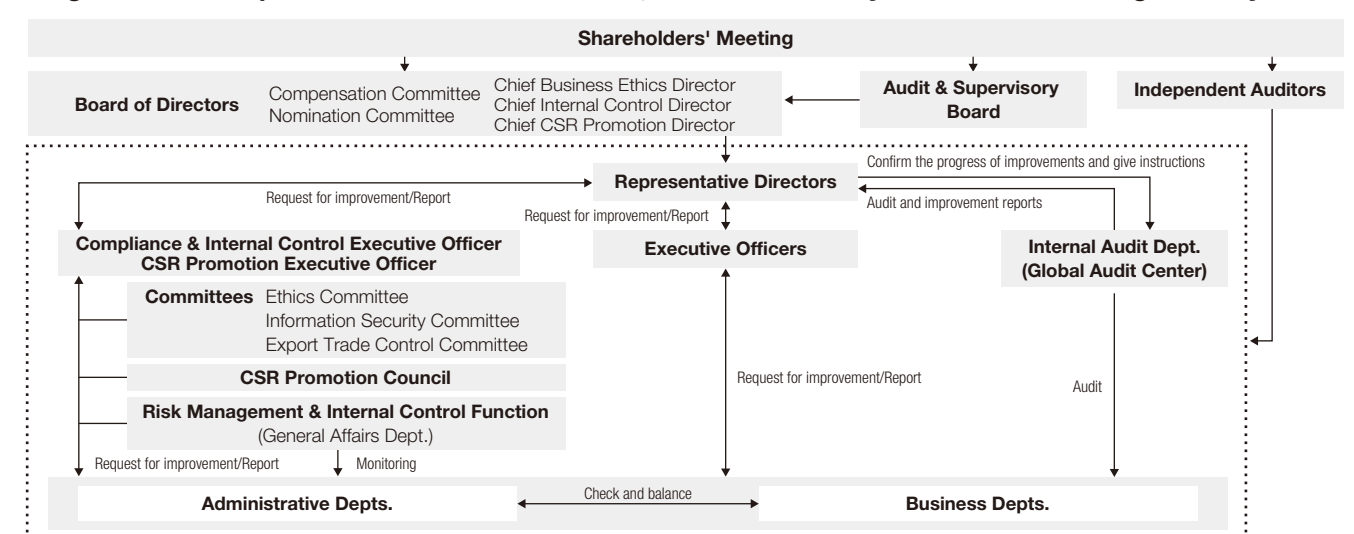 Shareholders' Meeting
Board of Directors
Compensation Committee
Nomination Committee
Chief Business Ethics Director
Chief Internal Control Director
Chief CSR Promotion Director
Audit & Supervisory
Board
Independent Auditors
Confirm the progress of improvements and give instructions
Representative Directors
Request for improvement/Report
Audit and improvement reports
Request for improvement/Report
Compliance & Internal Control Executive Officer
CSR Promotion Executive Officer
Executive Officers
Internal Audit Dept.
(Global Audit Center)
Committees
Ethics Committee
Information Security Committee
Export Trade Control Committee
CSR Promotion Council
Request for improvement/Report
Audit
Risk Management & Internal Control Function
(General Affairs Dept.)
Request for improvement/Report
Monitoring
Administrative Depts.
Check and balance
Business Depts.